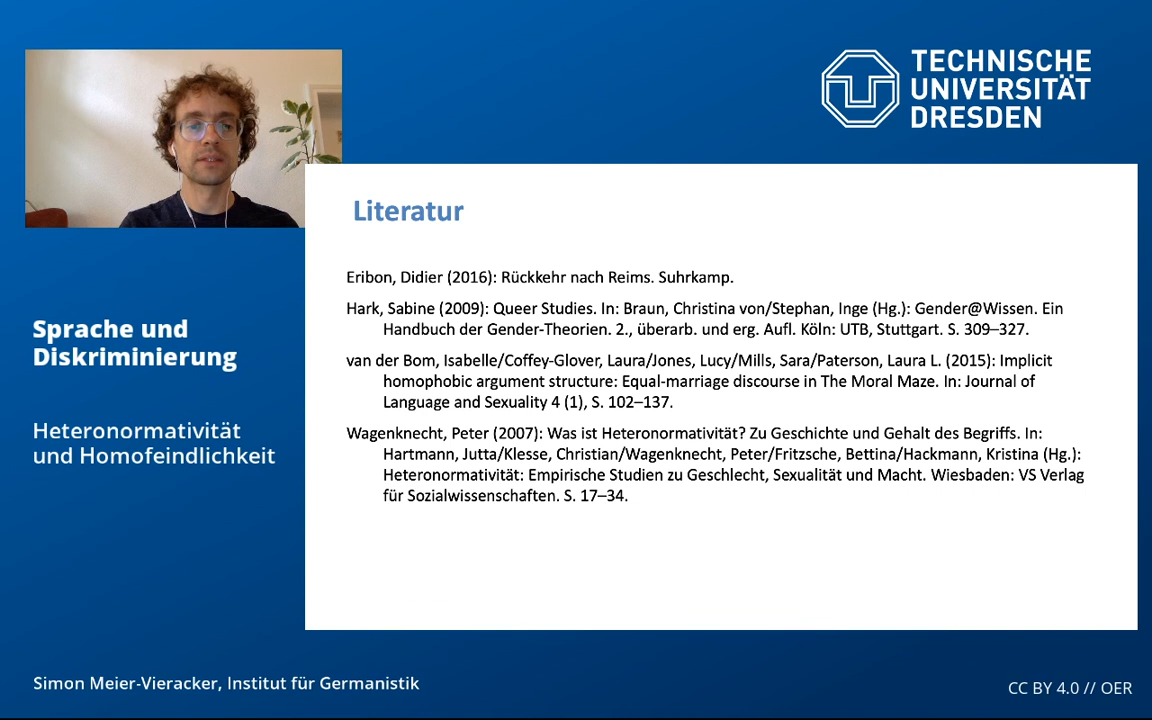 TECHNISCHE
UNIVERSITÄT
DRESDEN
Literatur
Eribon, Didier (2016): Rückkehr nach Reims. Suhrkamp.
Hark, Sabine (2009): Queer Studies. In: Braun, Christina von/Stephan, Inge (Hg.): Gender@Wissen. Ein
Handbuch der Gender-Theorien. 2., überarb. und erg. Aufl. Köln: UTB, Stuttgart. S. 309–327.
van der Bom, Isabelle/Coffey-Glover, Laura/Jones, Lucy/Mills, Sara/Paterson, Laura L. (2015): Implicit
homophobic argument structure: Equal-marriage discourse in The Moral Maze. In: Journal of
Language and Sexuality 4 (1), S. 102–137.
Wagenknecht, Peter (2007): Was ist Heteronormativität? Zu Geschichte und Gehalt des Begriffs. In:
Hartmann, Jutta/Klesse, Christian/Wagenknecht, Peter/Fritzsche, Bettina/Hackmann, Kristina (Hg.):
Heteronormativität: Empirische Studien zu Geschlecht, Sexualität und Macht. Wiesbaden: VS Verlag
für Sozialwissenschaften. S. 17–34.
Sprache und
Diskriminierung
Heteronormativität
und Homofeindlichkeit
Simon Meier-Vieracker, Institut für Germanistik
CC BY 4.0 // OER